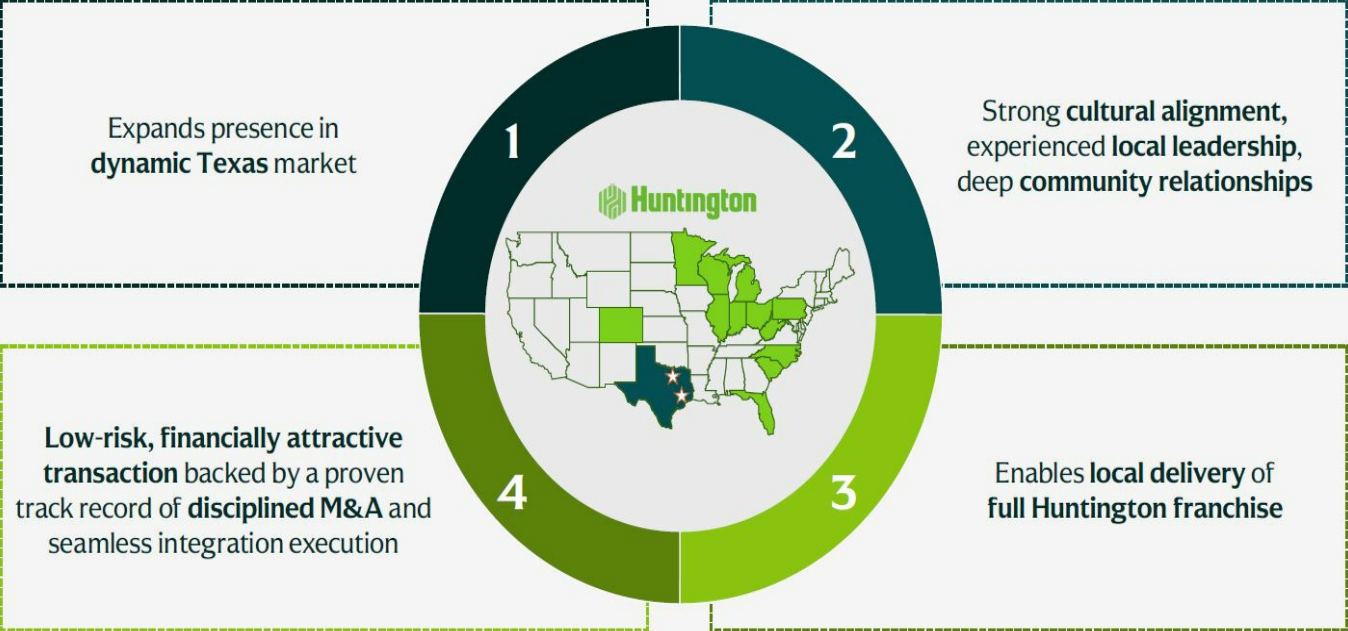 Expands presence in
dynamic Texas market
1
2
Strong cultural alignment,
experienced local leadership,
deep community relationships
Huntington
Low-risk, financially attractive
transaction backed by a proven
track record of disciplined M&A and
seamless integration execution
4
3
Enables local delivery of
full Huntington franchise